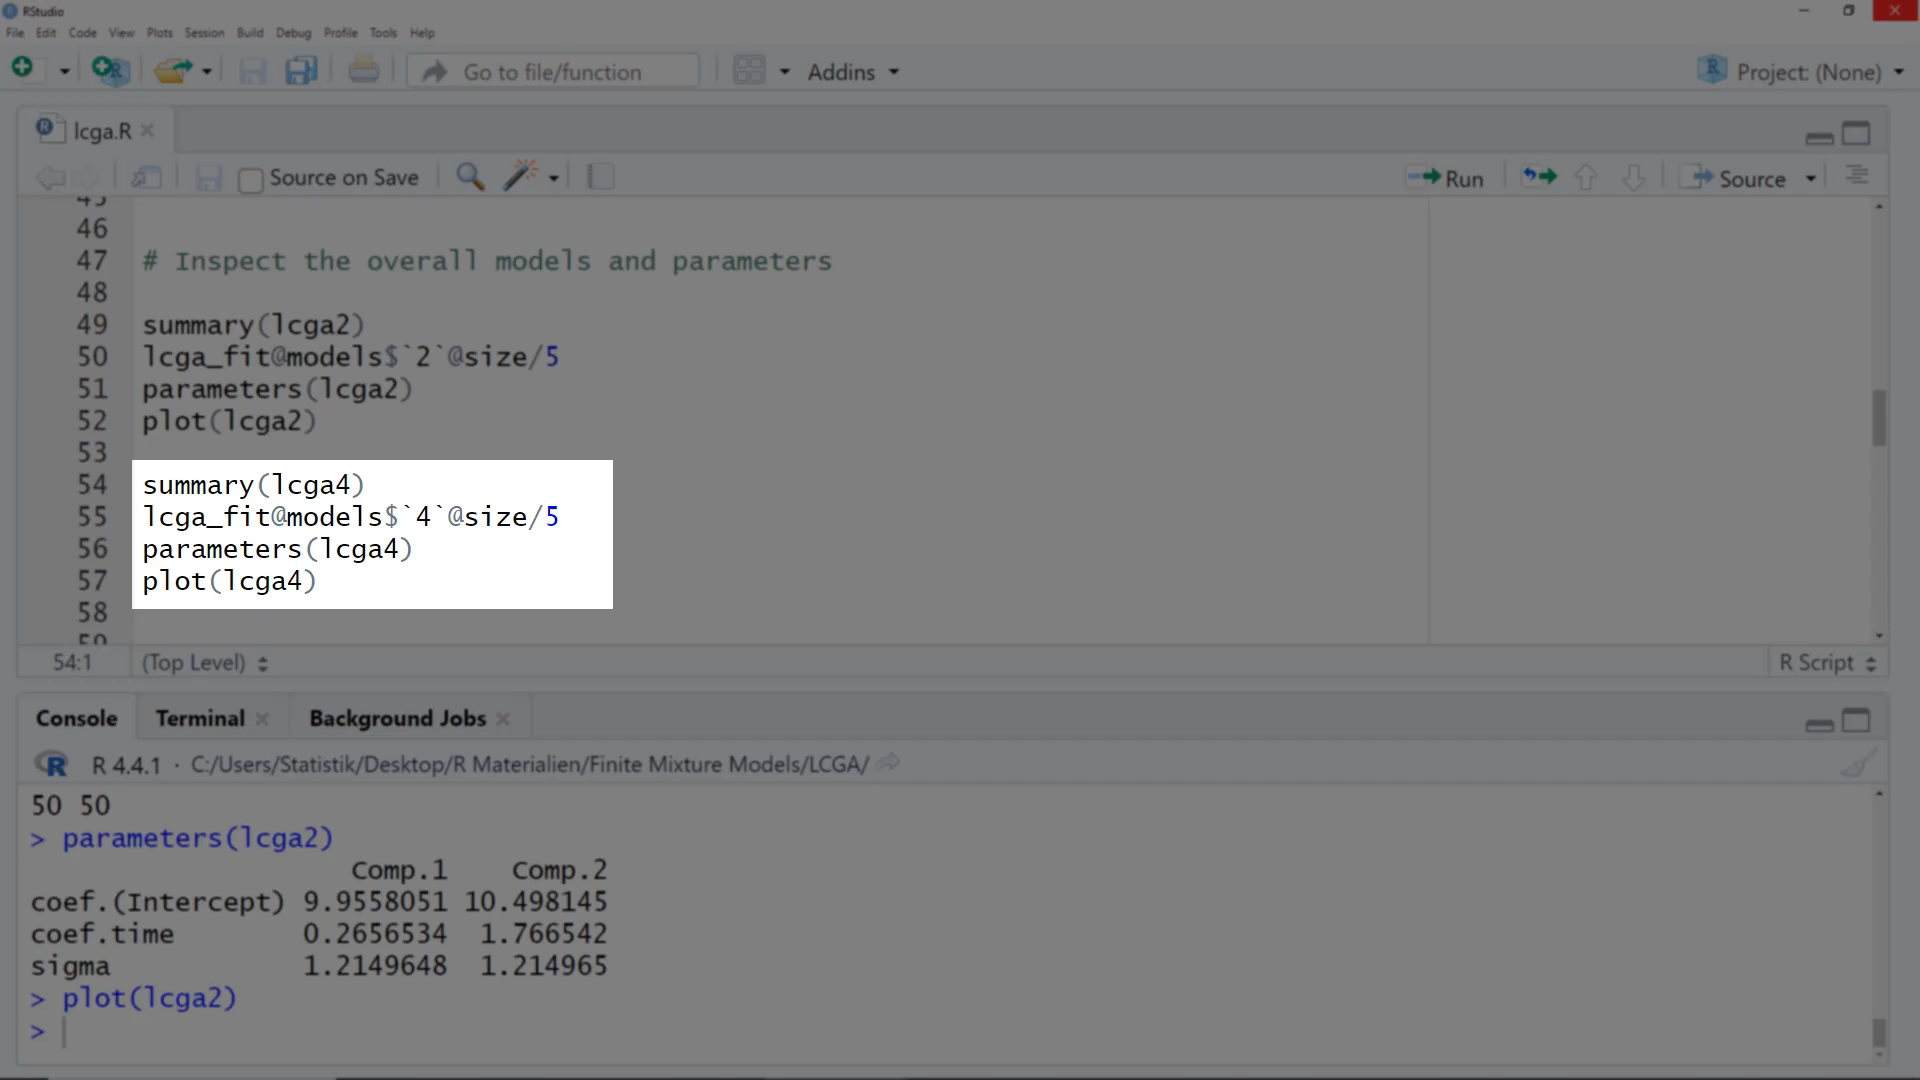 RStudio
File Edit Code View Plots Session Build Debug Profile Tools Help
Go to file/function Addins Project: (None)
lcga.R
Source on Save Run Source
45
46
47 # Inspect the overall models and parameters
48
49 summary(lcga2)
50 lcga_fit@models$`2`@size/5
51 parameters(lcga2)
52 plot(lcga2)
53
54 summary(lcga4)
55 lcga_fit@models$`4`@size/5
56 parameters(lcga4)
57 plot(lcga4)
58
59
54:1 (Top Level) R Script
Console Terminal Background Jobs
R 4.4.1 · C:/Users/Statistik/Desktop/R Materialien/Finite Mixture Models/LCGA/
50 50
> parameters(lcga2)
Comp.1 Comp.2
coef.(Intercept) 9.9558051 10.498145
coef.time 0.2656534 1.766542
sigma 1.2149648 1.214965
> plot(lcga2)
>